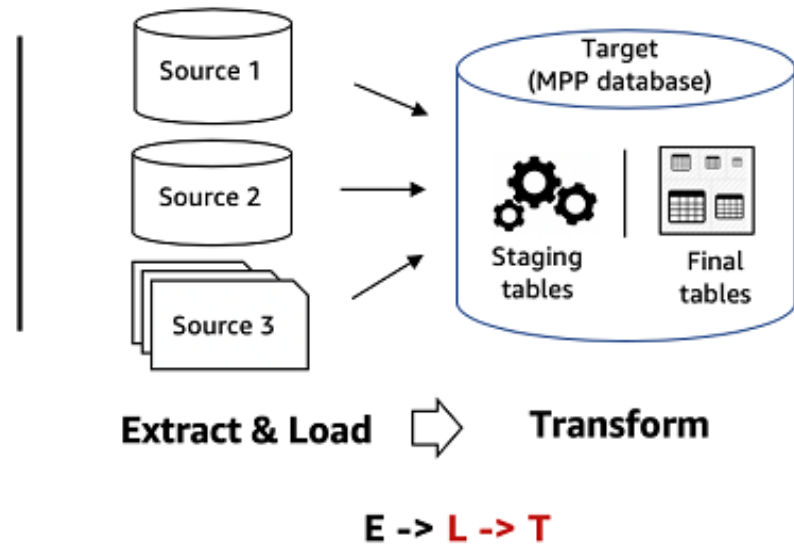 Source 1
Source 2
Source 3
Target
(MPP database)
Staging
tables
Final
tables
Extract & Load
Transform
E -> L -> T